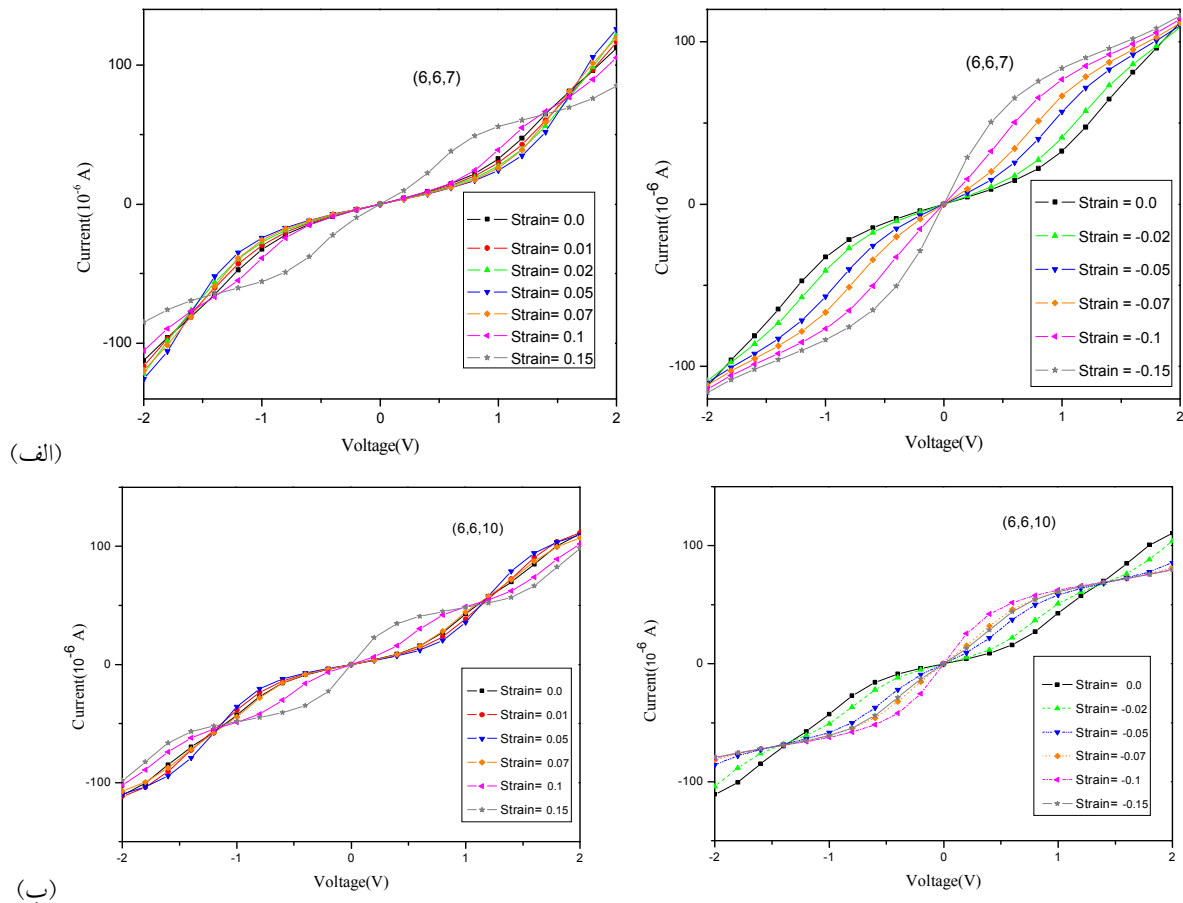 (6,6,7)
Current(10⁻⁶ A)
100
0
-100
Strain= 0.0
Strain= 0.01
Strain= 0.02
Strain= 0.05
Strain= 0.07
Strain= 0.1
Strain= 0.15
-2
-1
0
1
2
Voltage(V)
(6,6,7)
Current(10⁻⁶ A)
100
0
-100
Strain = 0.0
Strain = -0.02
Strain = -0.05
Strain = -0.07
Strain = -0.1
Strain = -0.15
-2
-1
0
1
2
Voltage(V)
(الف)
(6,6,10)
Current(10⁻⁶ A)
100
0
-100
Strain= 0.0
Strain= 0.01
Strain= 0.05
Strain= 0.07
Strain= 0.1
Strain= 0.15
-2
-1
0
1
2
Voltage(V)
(6,6,10)
Current(10⁻⁶ A)
100
0
-100
Strain= 0.0
Strain= -0.02
Strain= -0.05
Strain= -0.07
Strain= -0.1
Strain= -0.15
-2
-1
0
1
2
Voltage(V)
(ب)